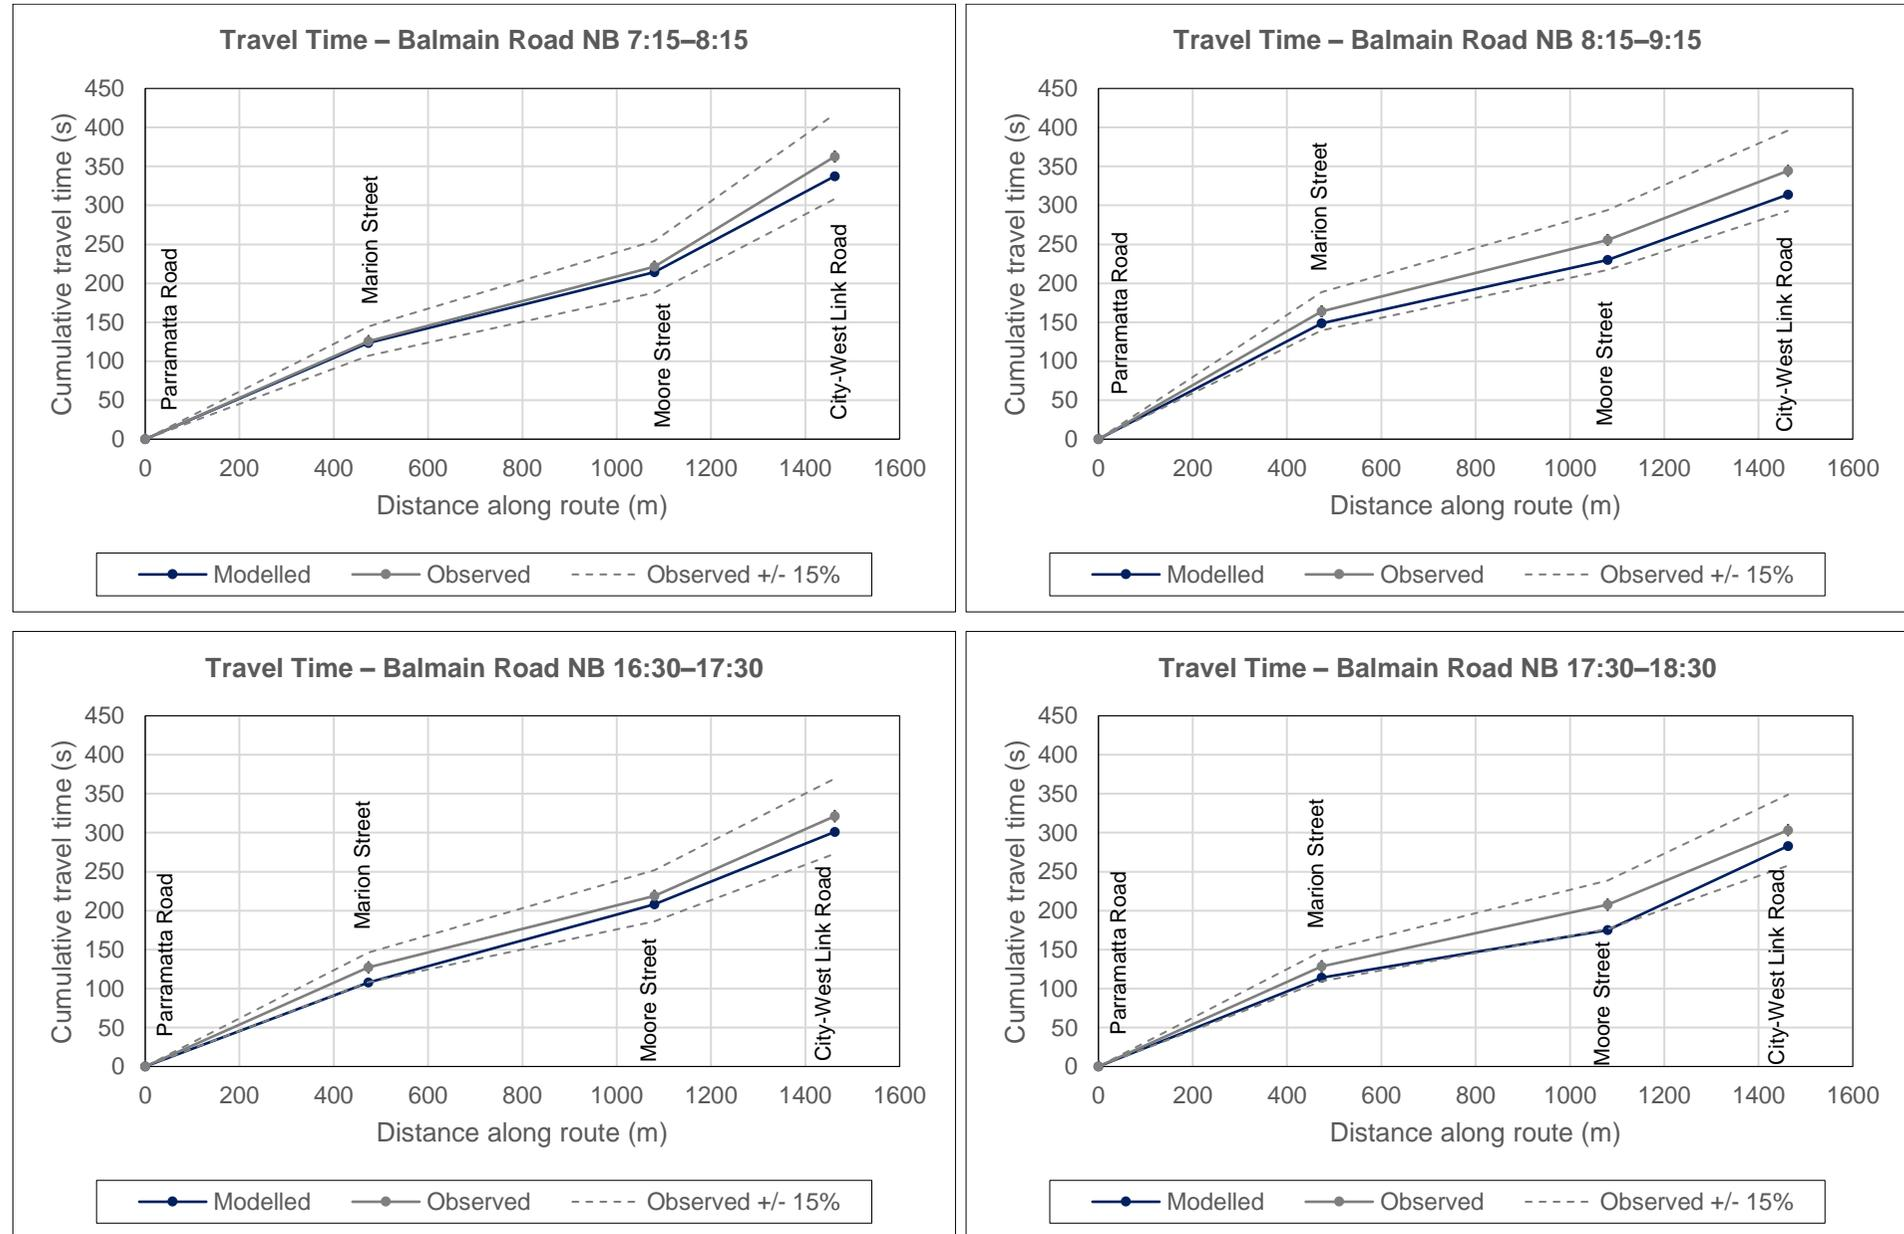 Travel Time – Balmain Road NB 7:15–8:15
Cumulative travel time (s)
450
400
350
300
250
200
150
100
50
0
Parramatta Road
Marion Street
Moore Street
City-West Link Road
0 200 400 600 800 1000 1200 1400 1600
Distance along route (m)
Modelled Observed Observed +/- 15%
Travel Time – Balmain Road NB 8:15–9:15
Cumulative travel time (s)
450
400
350
300
250
200
150
100
50
0
Parramatta Road
Marion Street
Moore Street
City-West Link Road
0 200 400 600 800 1000 1200 1400 1600
Distance along route (m)
Modelled Observed Observed +/- 15%
Travel Time – Balmain Road NB 16:30–17:30
Cumulative travel time (s)
450
400
350
300
250
200
150
100
50
0
Parramatta Road
Marion Street
Moore Street
City-West Link Road
0 200 400 600 800 1000 1200 1400 1600
Distance along route (m)
Modelled Observed Observed +/- 15%
Travel Time – Balmain Road NB 17:30–18:30
Cumulative travel time (s)
450
400
350
300
250
200
150
100
50
0
Parramatta Road
Marion Street
Moore Street
City-West Link Road
0 200 400 600 800 1000 1200 1400 1600
Distance along route (m)
Modelled Observed Observed +/- 15%